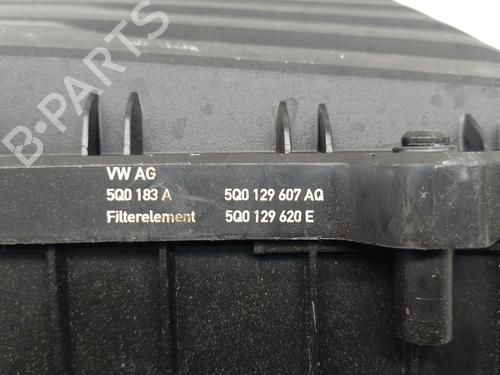 B-PARTS
VW AG
5Q0 183 A 5Q0 129 607 AQ
Filterelement 5Q0 129 620 E